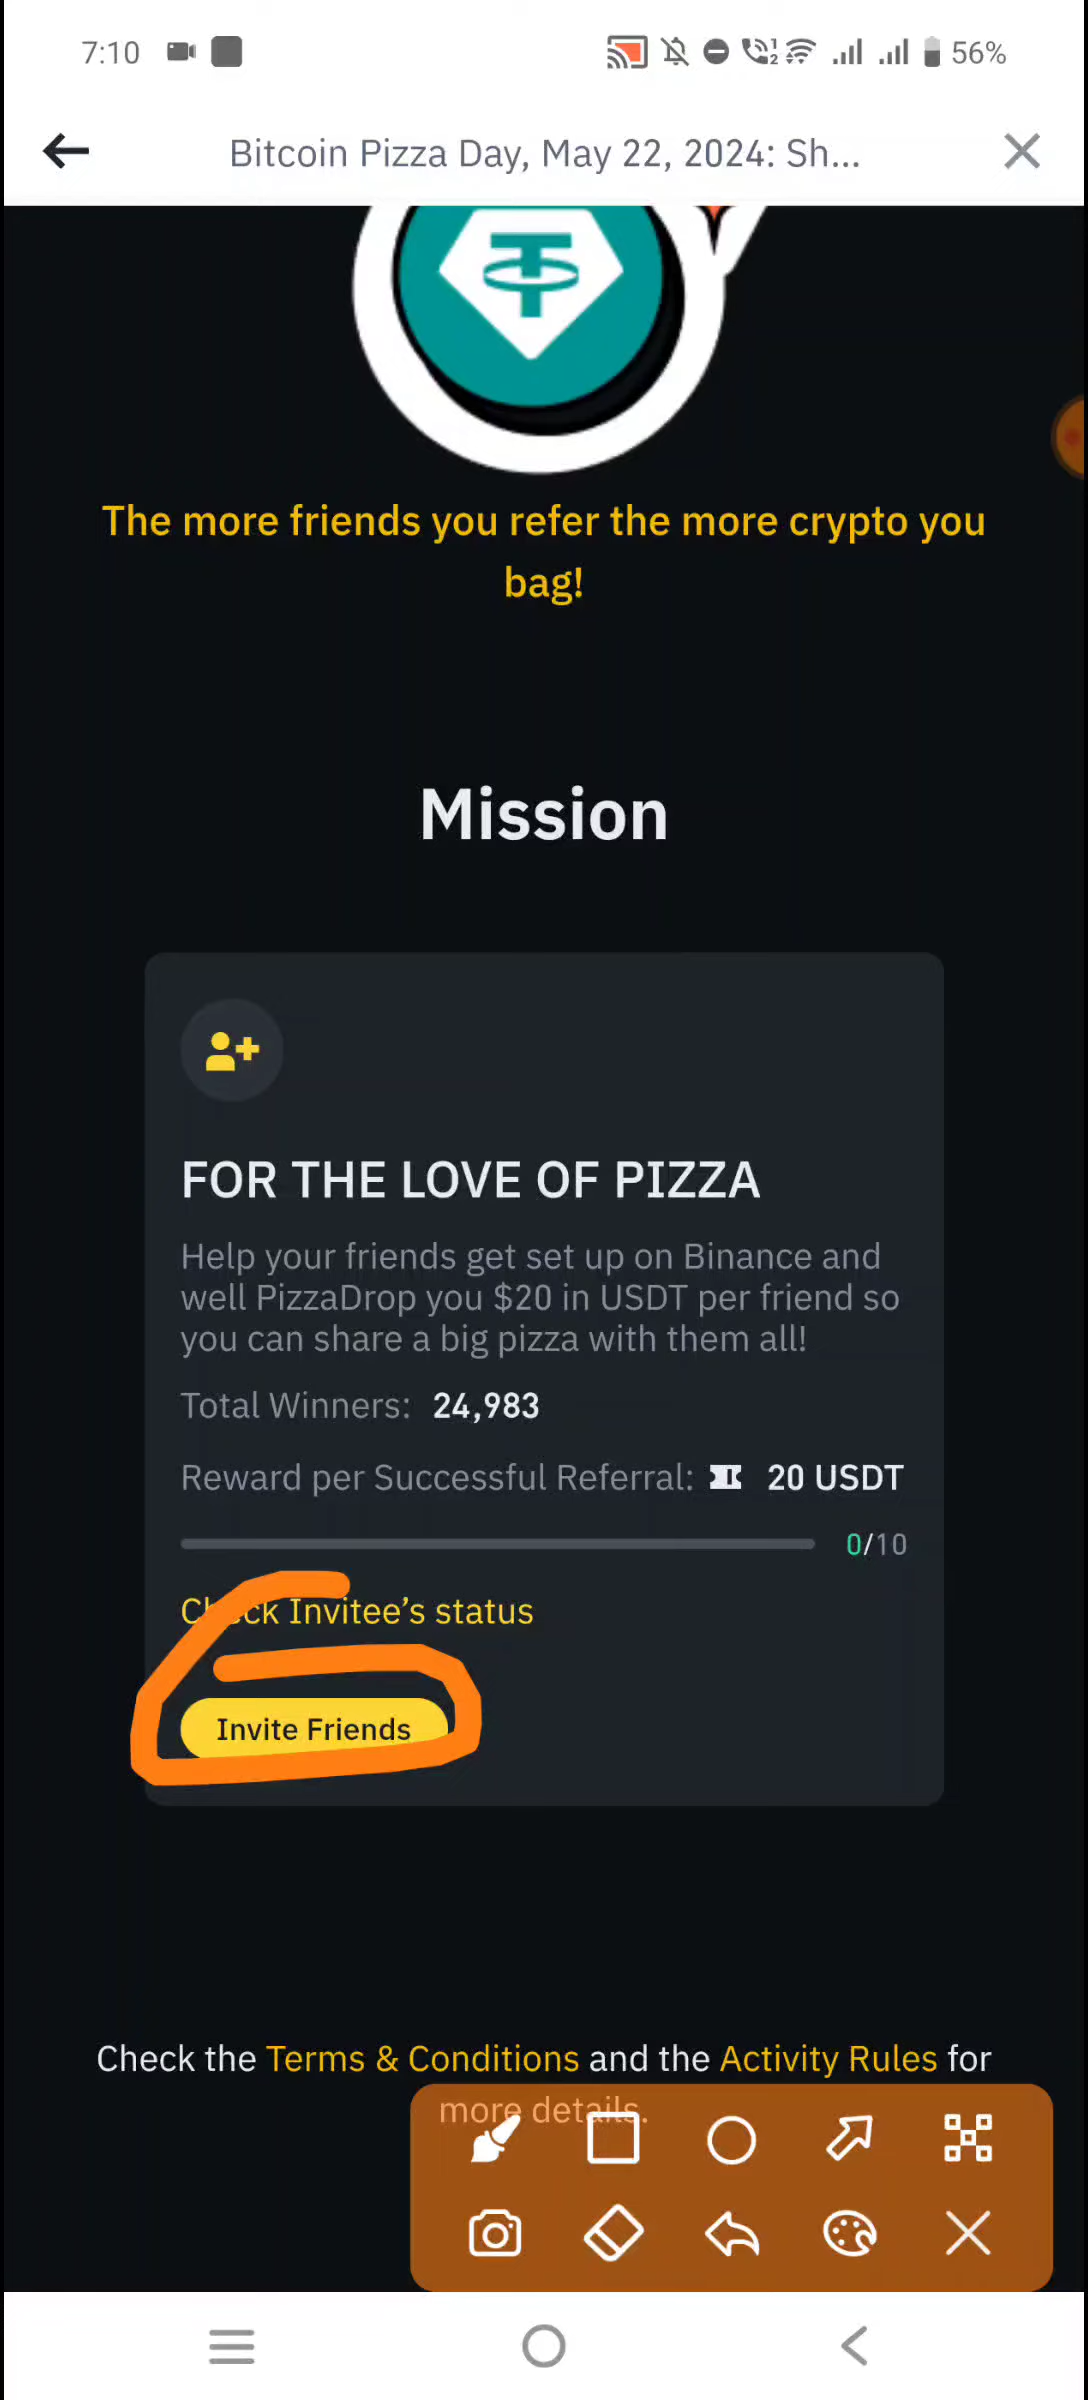 7:10
56%
Bitcoin Pizza Day, May 22, 2024: Sh...
The more friends you refer the more crypto you
bag!
Mission
FOR THE LOVE OF PIZZA
Help your friends get set up on Binance and
well PizzaDrop you $20 in USDT per friend so
you can share a big pizza with them all!
Total Winners: 24,983
Reward per Successful Referral: 20 USDT
0/10
Check Invitee’s status
Invite Friends
Check the Terms & Conditions and the Activity Rules for
more details.